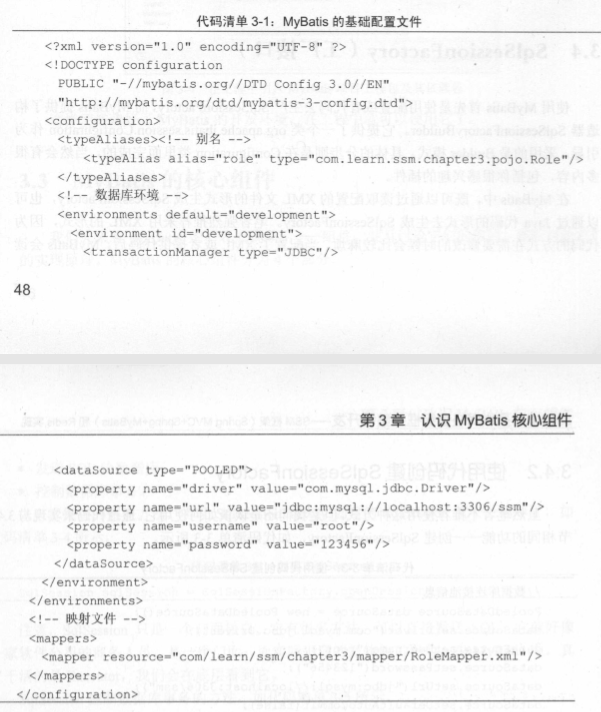 代码清单 3-1：MyBatis 的基础配置文件
<?xml version="1.0" encoding="UTF-8" ?>
<!DOCTYPE configuration
PUBLIC "-//mybatis.org//DTD Config 3.0//EN"
"http://mybatis.org/dtd/mybatis-3-config.dtd">
<configuration>
<typeAliases><!-- 别名 -->
<typeAlias alias="role" type="com.learn.ssm.chapter3.pojo.Role"/>
</typeAliases>
<!-- 数据库环境 -->
<environments default="development">
<environment id="development">
<transactionManager type="JDBC"/>
48
第 3 章 认识 MyBatis 核心组件
<dataSource type="POOLED">
<property name="driver" value="com.mysql.jdbc.Driver"/>
<property name="url" value="jdbc:mysql://localhost:3306/ssm"/>
<property name="username" value="root"/>
<property name="password" value="123456"/>
</dataSource>
</environment>
</environments>
<!-- 映射文件 -->
<mappers>
<mapper resource="com/learn/ssm/chapter3/mapper/RoleMapper.xml"/>
</mappers>
</configuration>